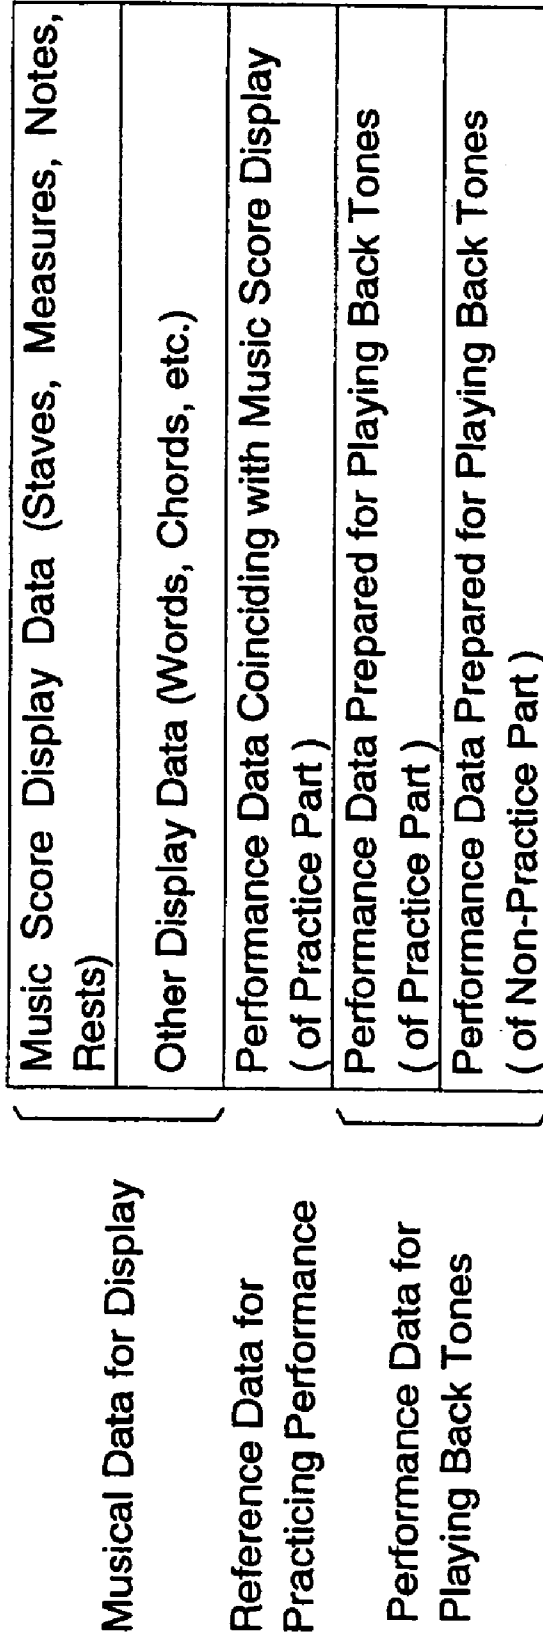 Musical Data for Display
Music Score Display Data (Staves, Measures, Notes,
Rests)
Other Display Data (Words, Chords, etc.)
Reference Data for
Practicing Performance
Performance Data Coinciding with Music Score Display
( of Practice Part )
Performance Data for
Playing Back Tones
Performance Data Prepared for Playing Back Tones
( of Practice Part )
Performance Data Prepared for Playing Back Tones
( of Non-Practice Part )